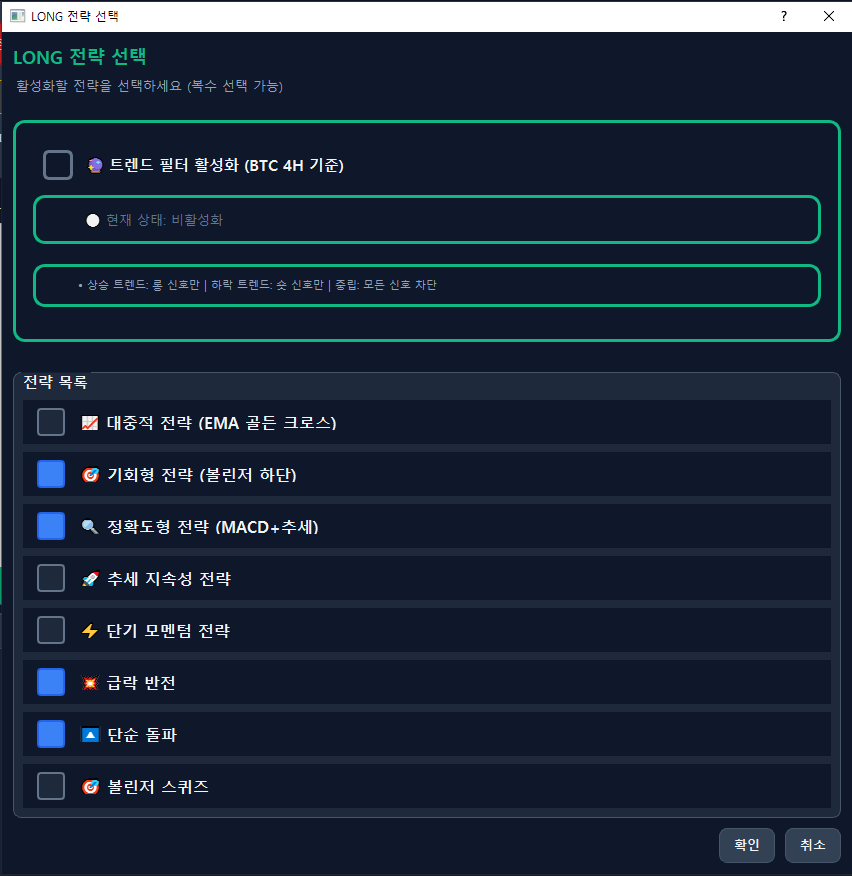 LONG 전략 선택
LONG 전략 선택
활성화할 전략을 선택하세요 (복수 선택 가능)
트렌드 필터 활성화 (BTC 4H 기준)
현재 상태: 비활성화
• 상승 트렌드: 롱 신호만 | 하락 트렌드: 숏 신호만 | 중립: 모든 신호 차단
전략 목록
대중적 전략 (EMA 골든 크로스)
기회형 전략 (볼린저 하단)
정확도형 전략 (MACD+추세)
추세 지속성 전략
단기 모멘텀 전략
급락 반전
단순 돌파
볼린저 스퀴즈
확인 취소